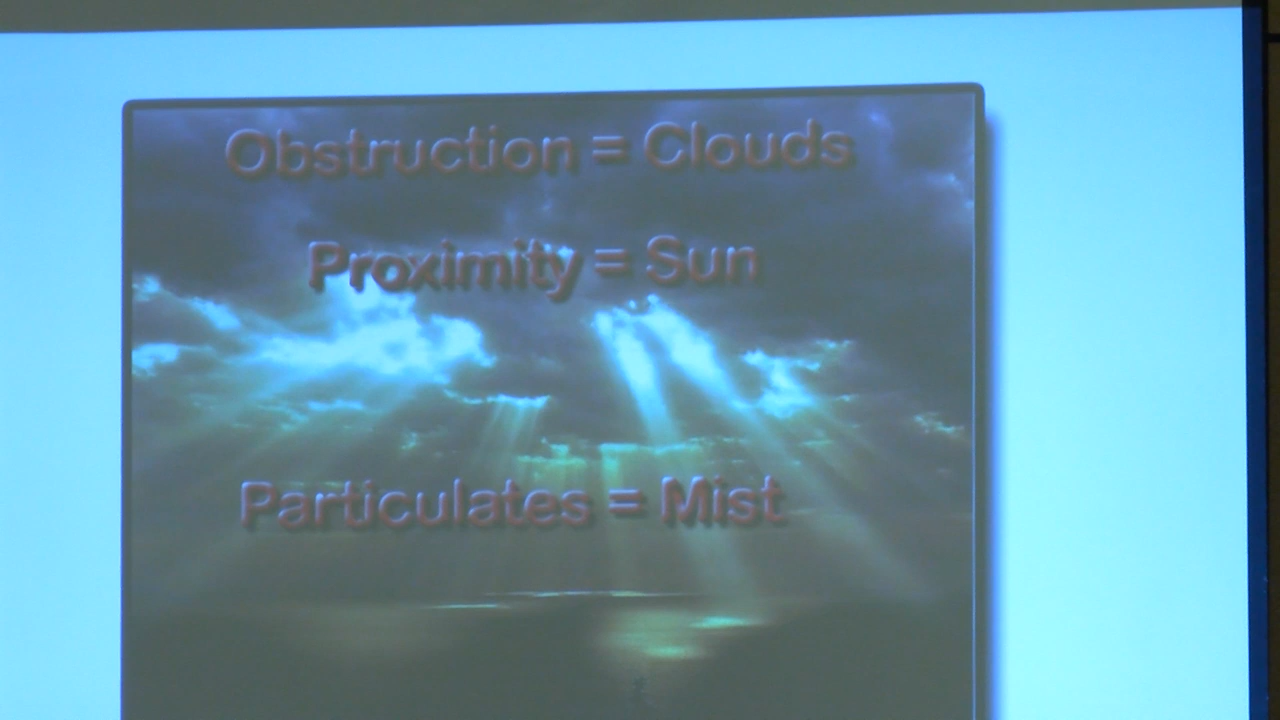 Obstruction = Clouds
Proximity = Sun
Particulates = Mist